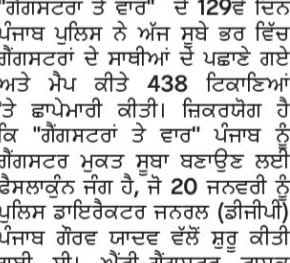 "ਗੈਂਗਸਟਰਾਂ ਤੇ ਵਾਰ" ਦੇ 129ਵੇਂ ਦਿਨ
ਪੰਜਾਬ ਪੁਲਿਸ ਨੇ ਅੱਜ ਸੂਬੇ ਭਰ ਵਿੱਚ
ਗੈਂਗਸਟਰਾਂ ਦੇ ਸਾਥੀਆਂ ਦੇ ਪਛਾਣੇ ਗਏ
ਅਤੇ ਮੈਪ ਕੀਤੇ 438 ਟਿਕਾਣਿਆਂ
'ਤੇ ਛਾਪੇਮਾਰੀ ਕੀਤੀ। ਜ਼ਿਕਰਯੋਗ ਹੈ
ਕਿ "ਗੈਂਗਸਟਰਾਂ ਤੇ ਵਾਰ" ਪੰਜਾਬ ਨੂੰ
ਗੈਂਗਸਟਰ ਮੁਕਤ ਸੂਬਾ ਬਣਾਉਣ ਲਈ
ਫੈਸਲਾਕੁੰਨ ਜੰਗ ਹੈ, ਜੋ 20 ਜਨਵਰੀ ਨੂੰ
ਪੁਲਿਸ ਡਾਇਰੈਕਟਰ ਜਨਰਲ (ਡੀਜੀਪੀ)
ਪੰਜਾਬ ਗੌਰਵ ਯਾਦਵ ਵੱਲੋਂ ਸ਼ੁਰੂ ਕੀਤੀ